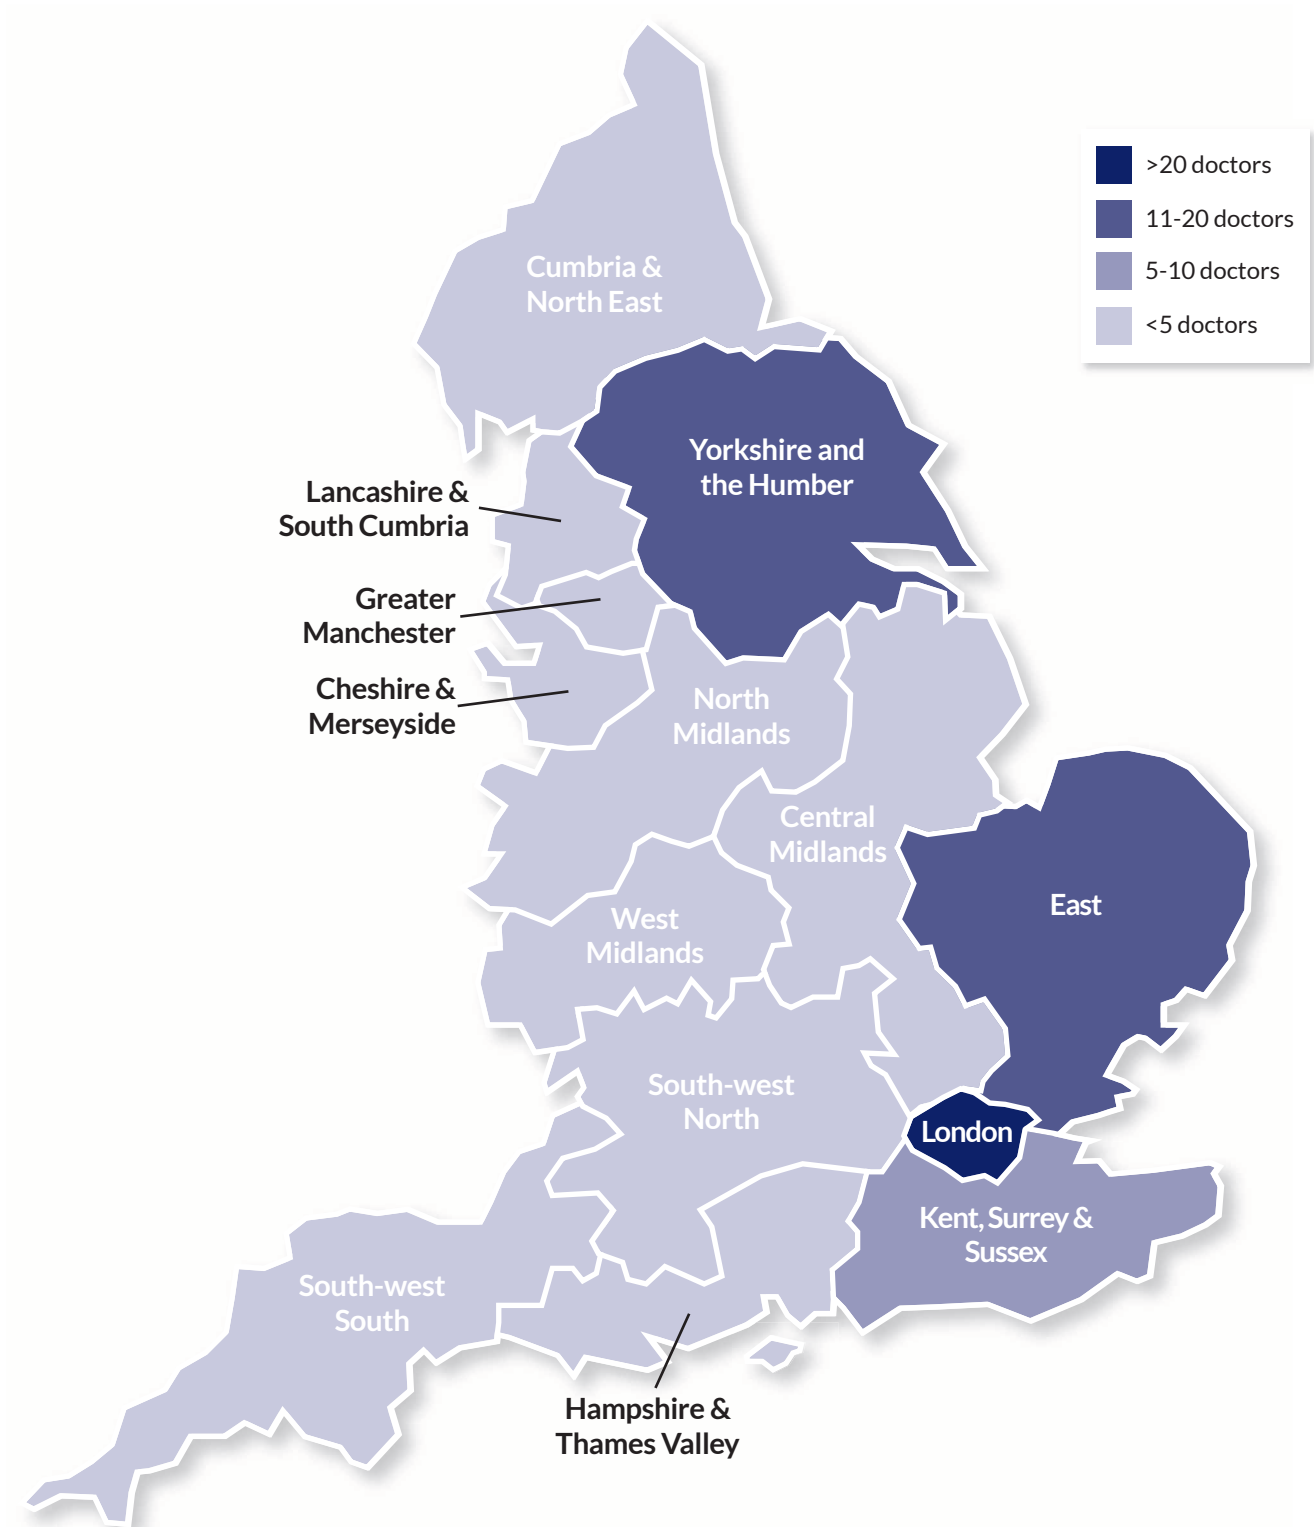 >20 doctors
11-20 doctors
5-10 doctors
<5 doctors
Cumbria &
North East
Yorkshire and
the Humber
Lancashire &
South Cumbria
Greater
Manchester
Cheshire &
Merseyside
North
Midlands
Central
Midlands
East
West
Midlands
South-west
North
London
Kent, Surrey &
Sussex
South-west
South
Hampshire &
Thames Valley